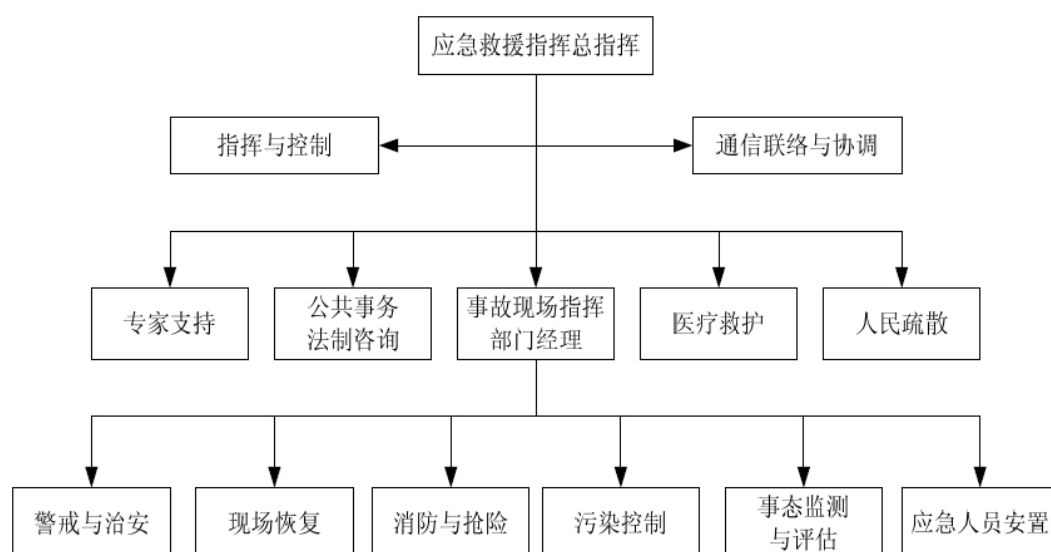 应急救援指挥总指挥
指挥与控制
通信联络与协调
专家支持
公共事务
法制咨询
事故现场指挥
部门经理
医疗救护
人民疏散
警戒与治安
现场恢复
消防与抢险
污染控制
事态监测
与评估
应急人员安置